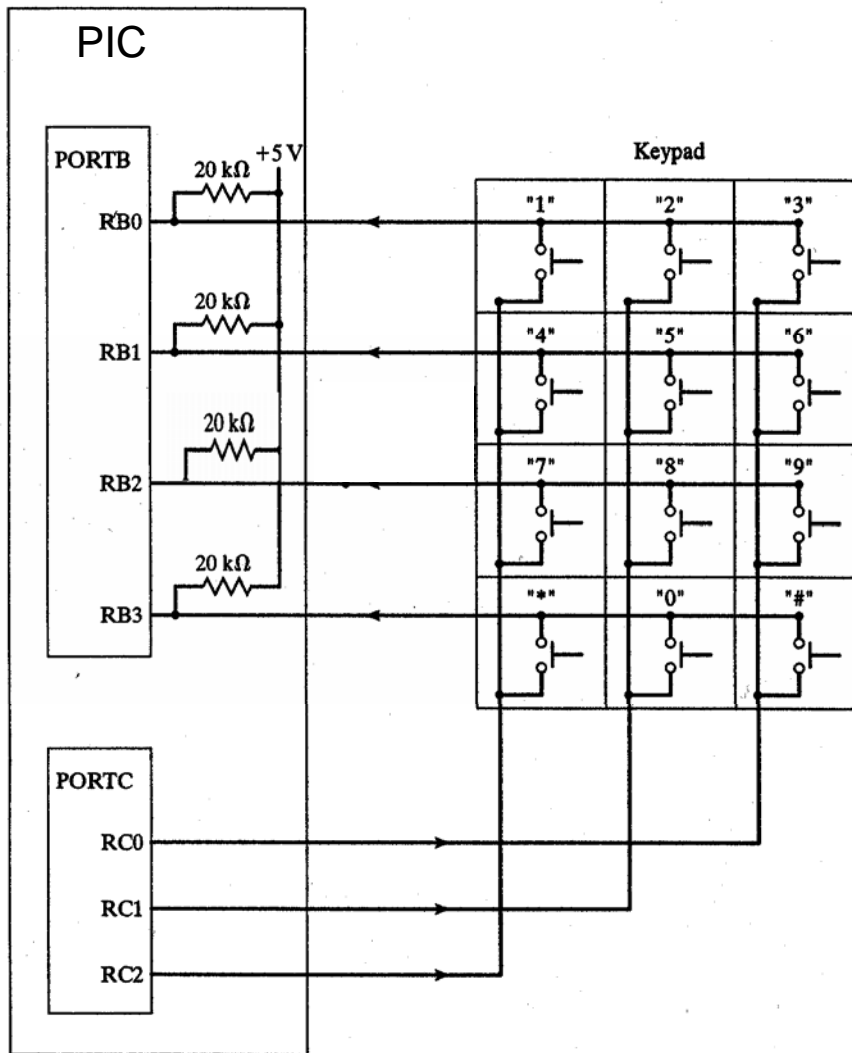 PIC
PORTB
+5 V
20 kΩ
RB0
20 kΩ
RB1
20 kΩ
RB2
20 kΩ
RB3
Keypad
"1" "2" "3"
"4" "5" "6"
"7" "8" "9"
"*" "0" "#"
PORTC
RC0
RC1
RC2